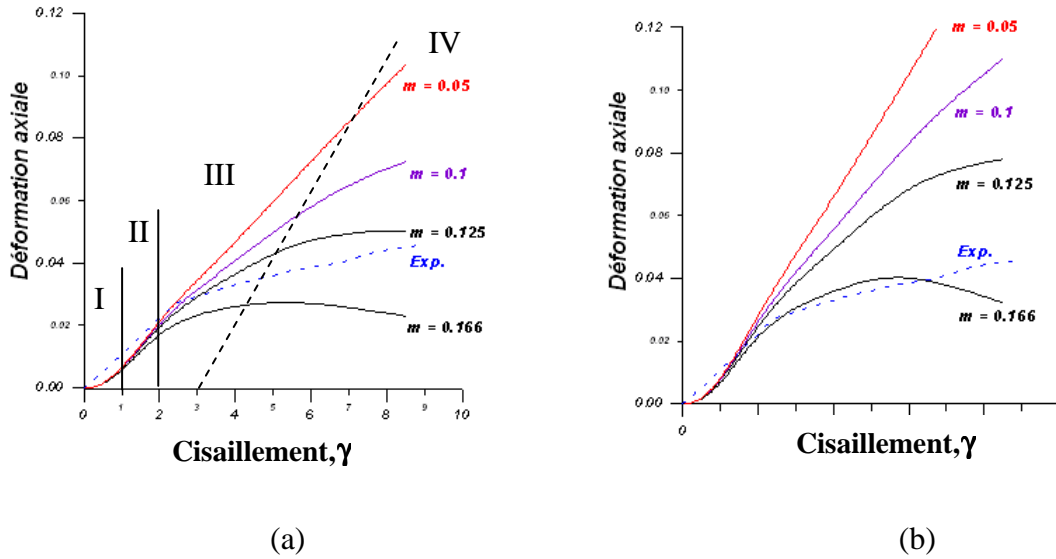 0.12
0.10
0.08
0.06
0.04
0.02
0.00
Déformation axiale
I
II
III
IV
m = 0.05
m = 0.1
m = 0.125
Exp.
m = 0.166
0 1 2 3 4 5 6 7 8 9 10
Cisaillement,γ
(a)
0.12
0.10
0.08
0.06
0.04
0.02
0.00
Déformation axiale
m = 0.05
m = 0.1
m = 0.125
Exp.
m = 0.166
0
Cisaillement,γ
(b)